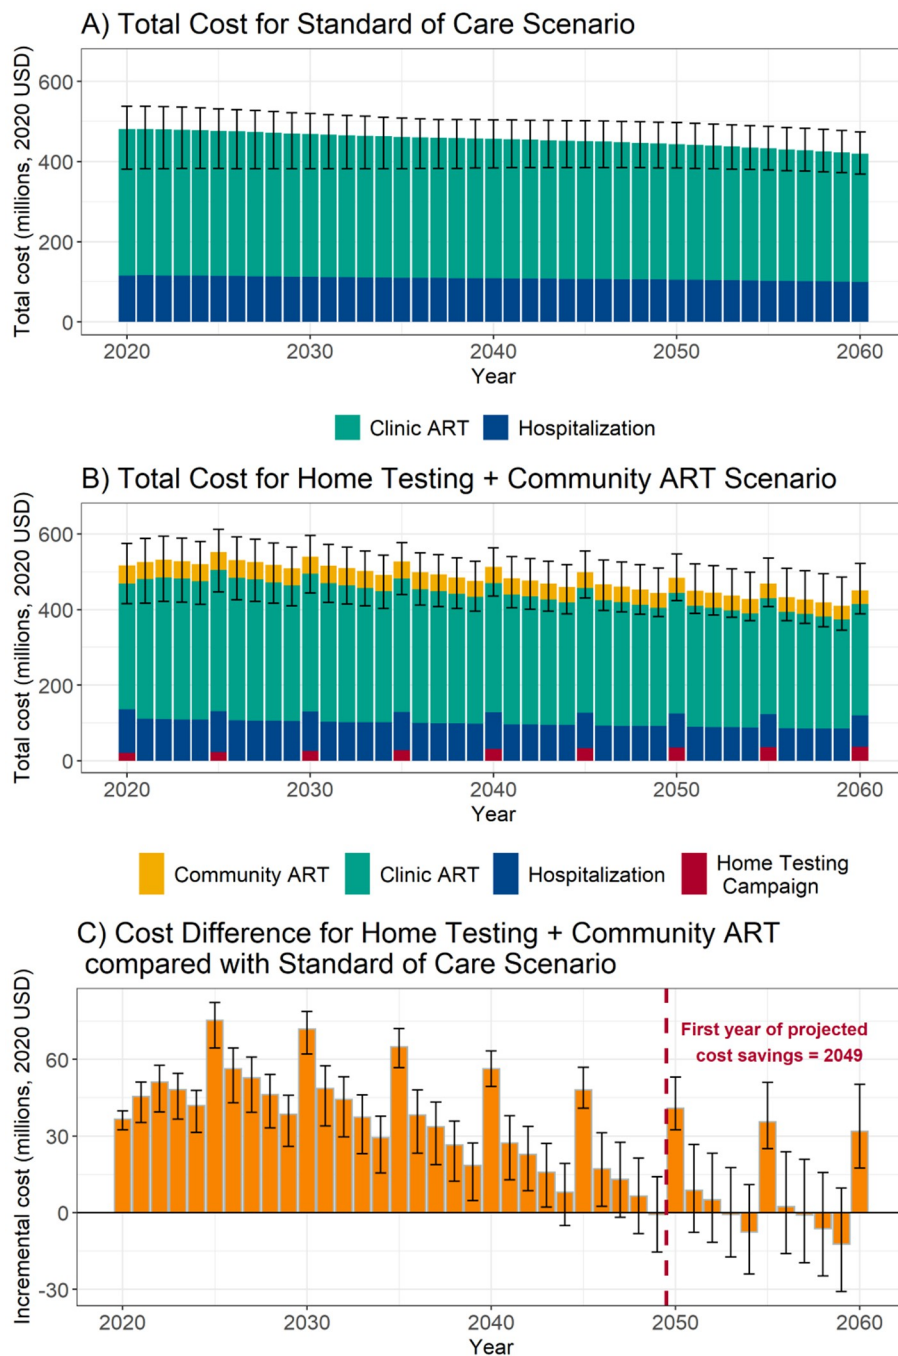 A) Total Cost for Standard of Care Scenario
Total cost (millions, 2020 USD)
600
400
200
0
2020 2030 2040 2050 2060
Year
Clinic ART Hospitalization
B) Total Cost for Home Testing + Community ART Scenario
Total cost (millions, 2020 USD)
600
400
200
0
2020 2030 2040 2050 2060
Year
Community ART Clinic ART Hospitalization Home Testing
Campaign
C) Cost Difference for Home Testing + Community ART
compared with Standard of Care Scenario
Incremental cost (millions, 2020 USD)
60
30
0
-30
First year of projected
cost savings = 2049
2020 2030 2040 2050 2060
Year